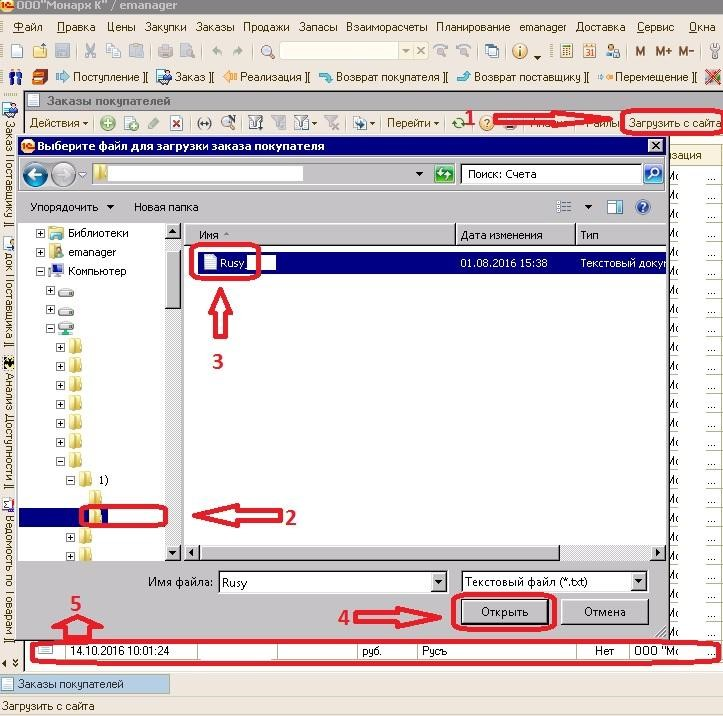 ООО"Монарх К" / emanager
Файл Правка Цены Закупки Заказы Продажи Запасы Взаиморасчеты Планирование emanager Доставка Сервис Окна
M M+ M-
Поступление ][ Заказ ][ Реализация ][ Возврат покупателя ][ Возврат поставщику ][ Перемещение ][
Заказы покупателей
Действия Перейти 1 Загрузить с сайта
Выберите файл для загрузки заказа покупателя
зация
Поиск: Счета
Упорядочить Новая папка
Библиотеки
emanager
Компьютер
1)
Имя Дата изменения Тип
Rusy 01.08.2016 15:38 Текстовый доку
3
2
Имя файла: Rusy Текстовый файл (*.txt)
4 Открыть Отмена
5
14.10.2016 10:01:24 руб. Русъ Нет ООО "Мо ...
Заказы покупателей
Загрузить с сайта
Заказ Поставщику ][
док Поставщика ][
Анализ Доступности ][
Ведомость по Товарам ][